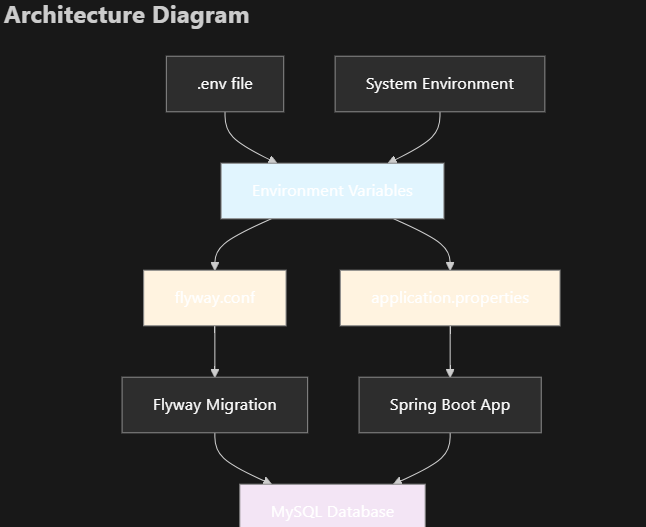 Architecture Diagram
.env file
System Environment
Environment Variables
flyway.conf
application.properties
Flyway Migration
Spring Boot App
MySQL Database